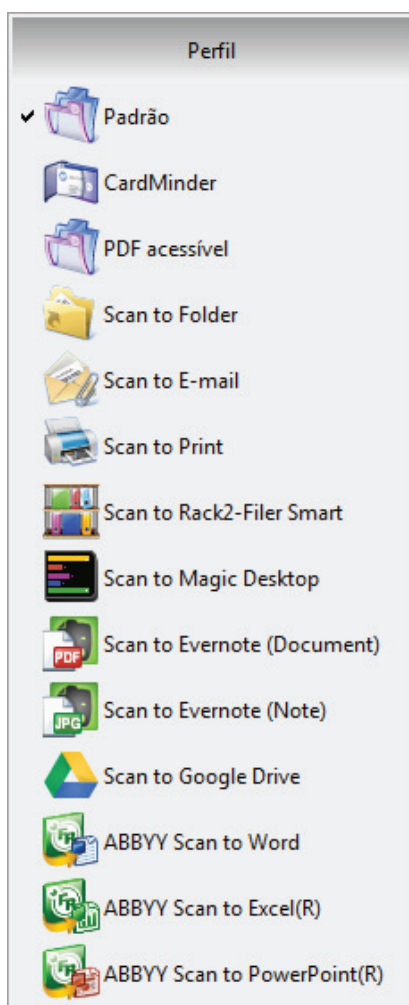 Perfil
Padrão
CardMinder
PDF acessível
Scan to Folder
Scan to E-mail
Scan to Print
Scan to Rack2-Filer Smart
Scan to Magic Desktop
PDF
Scan to Evernote (Document)
JPG
Scan to Evernote (Note)
Scan to Google Drive
ABBYY Scan to Word
ABBYY Scan to Excel(R)
ABBYY Scan to PowerPoint(R)